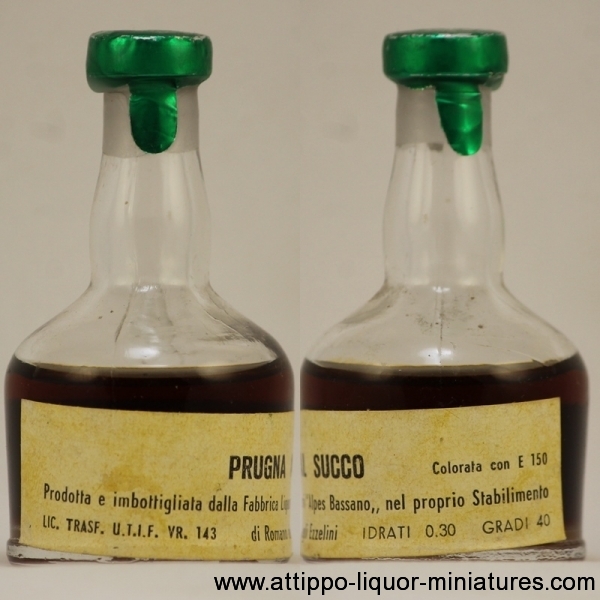 PRUGNA L SUCCO Colorata con E 150
Prodotta e imbottigliata dalla Fabbrica "Alpes Bassano,, nel proprio Stabilimento
LIC. TRASF. U.T.I.F. VR. 143 di Ezzelini IDRATI 0.30 GRADI 40
www.attippo-liquor-miniatures.com